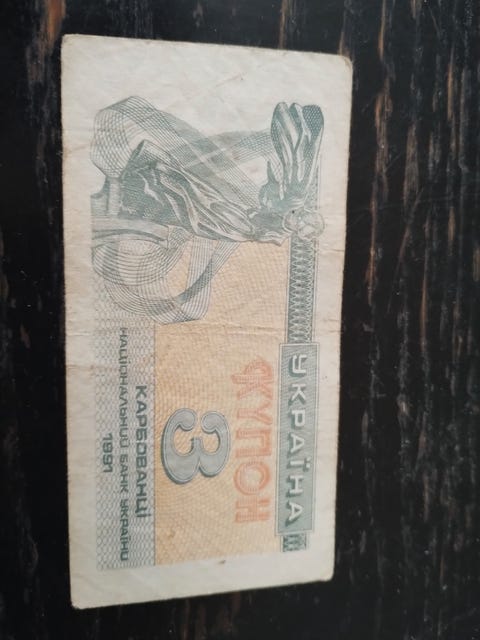 УКРАЇНА
КУПОН
3
КАРБОВАНЦІ
НАЦІОНАЛЬНИЙ БАНК УКРАЇНИ
1991